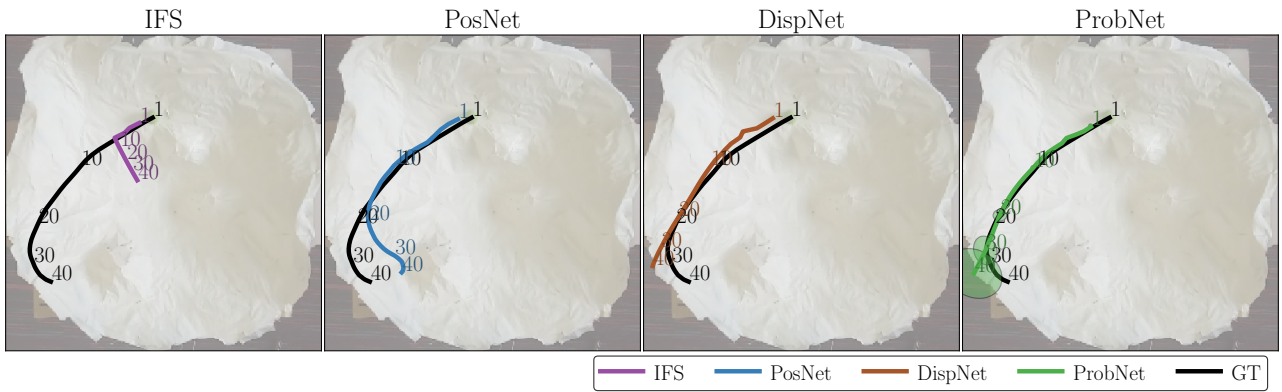 IFS PosNet DispNet ProbNet
1 1 1 1 1 1 1 1
10 10 10 10 10 10 10 10
20 20 20 20 20 20 20 20
30 30 30 30 30 30 30 30
40 40 40 40 40 40 40 40
IFS PosNet DispNet ProbNet GT